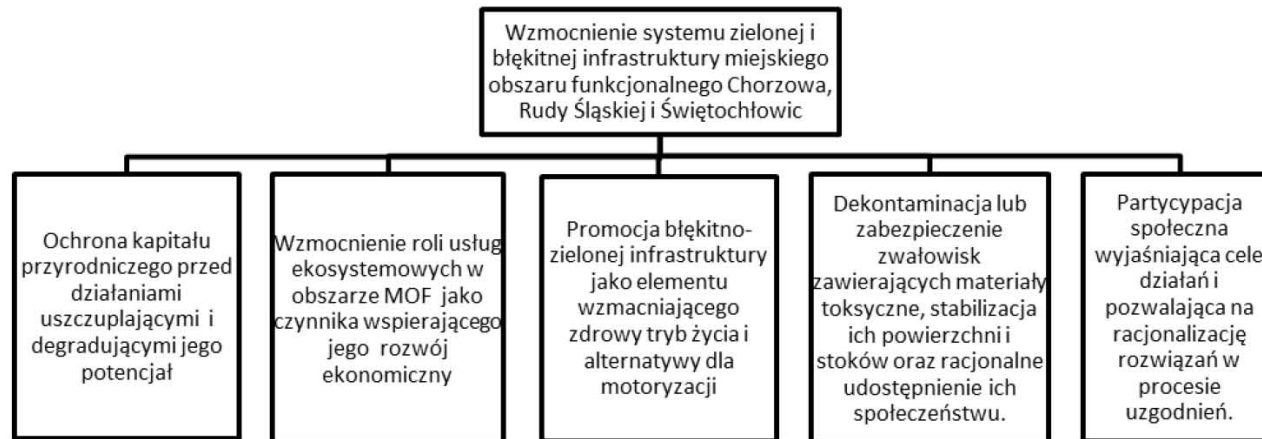 Wzmocnienie systemu zielonej i
błękitnej infrastruktury miejskiego
obszaru funkcjonalnego Chorzowa,
Rudy Śląskiej i Świętochłowic
Ochrona kapitału
przyrodniczego przed
działaniami
uszczuplającymi i
degradującymi jego
potencjał
Wzmocnienie roli usług
ekosystemowych w
obszarze MOF jako
czynnika wspierającego
jego rozwój
ekonomiczny
Promocja błękitno-
zielonej infrastruktury
jako elementu
wzmacniającego
zdrowy tryb życia i
alternatywy dla
motoryzacji
Dekontaminacja lub
zabezpieczenie
zwałowisk
zawierających materiały
toksyczne, stabilizacja
ich powierzchni i
stoków oraz racjonalne
udostępnienie ich
społeczeństwu.
Partycypacja
społeczna
wyjaśniająca cele
działań i
pozwalająca na
racjonalizację
rozwiązań w
procesie
uzgodnień.